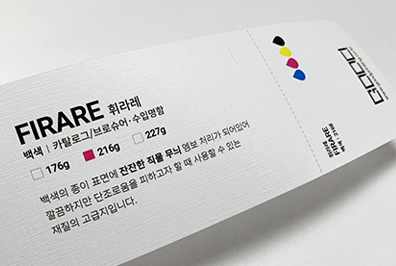 FIRARE 휘라레
백색 | 카탈로그/브로슈어·수입명함
176g 216g 227g
백색의 종이 표면에 잔잔한 직물 무늬 엠보 처리가 되어있어
깔끔하지만 단조로움을 피하고자 할 때 사용할 수 있는
재질의 고급지입니다.
FIRARE
백색 / 216g